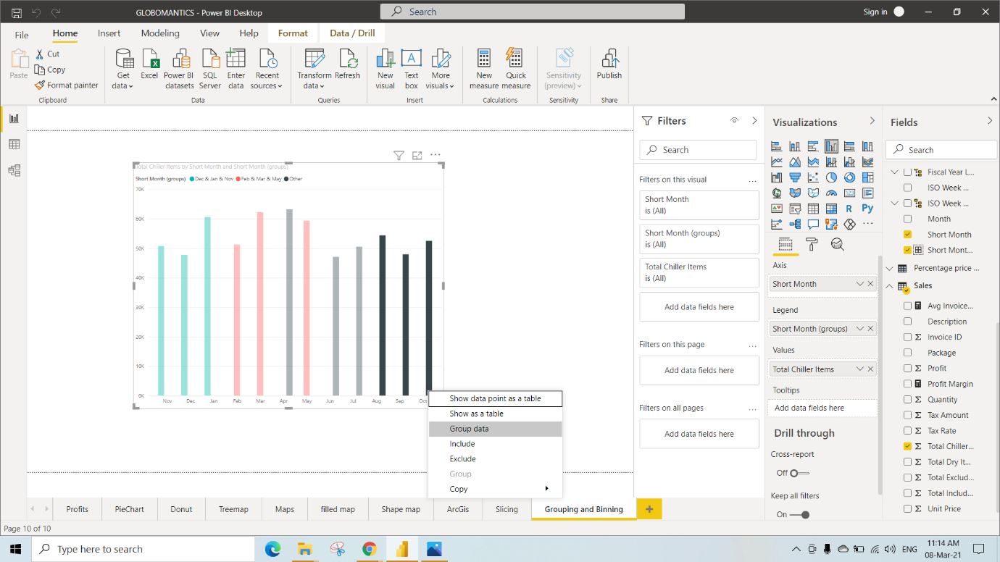 GLOBOMANTICS - Power BI Desktop
Search
Sign in
File
Home
Insert
Modeling
View
Help
Format
Data / Drill
Paste
Cut
Copy
Format painter
Clipboard
Get data
Excel
Power BI datasets
SQL Server
Enter data
Recent sources
Data
Transform data
Refresh
Queries
New visual
Text box
More visuals
Insert
New measure
Quick measure
Calculations
Sensitivity (preview)
Sensitivity
Publish
Share
Total Chiller Items by Short Month and Short Month (groups)
Short Month (groups) Dec & Jan & Nov Feb & Mar & May Other
70K
60K
50K
40K
30K
20K
10K
0K
Nov Dec Jan Feb Mar Apr May Jun Jul Aug Sep Oct
Show data point as a table
Show as a table
Group data
Include
Exclude
Group
Copy
Filters
Search
Filters on this visual ...
Short Month
is (All)
Short Month (groups)
is (All)
Total Chiller Items
is (All)
Add data fields here
Filters on this page ...
Add data fields here
Filters on all pages ...
Add data fields here
Visualizations
R
Py
Axis
Short Month
Legend
Short Month (groups)
Values
Total Chiller Items
Tooltips
Add data fields here
Drill through
Cross-report
Off
Keep all filters
On
Fields
Search
Fiscal Year L...
ISO Week ...
ISO Week ...
Month
Short Month
Short Mont...
Percentage price ...
Sales
Avg Invoice...
Description
Invoice ID
Package
Profit
Profit Margin
Quantity
Tax Amount
Tax Rate
Total Chiller...
Total Dry It...
Total Exclud...
Total Includ...
Unit Price
Profits
PieChart
Donut
Treemap
Maps
filled map
Shape map
ArcGis
Slicing
Grouping and Binning
Page 10 of 10
Type here to search
ENG
11:14 AM
08-Mar-21